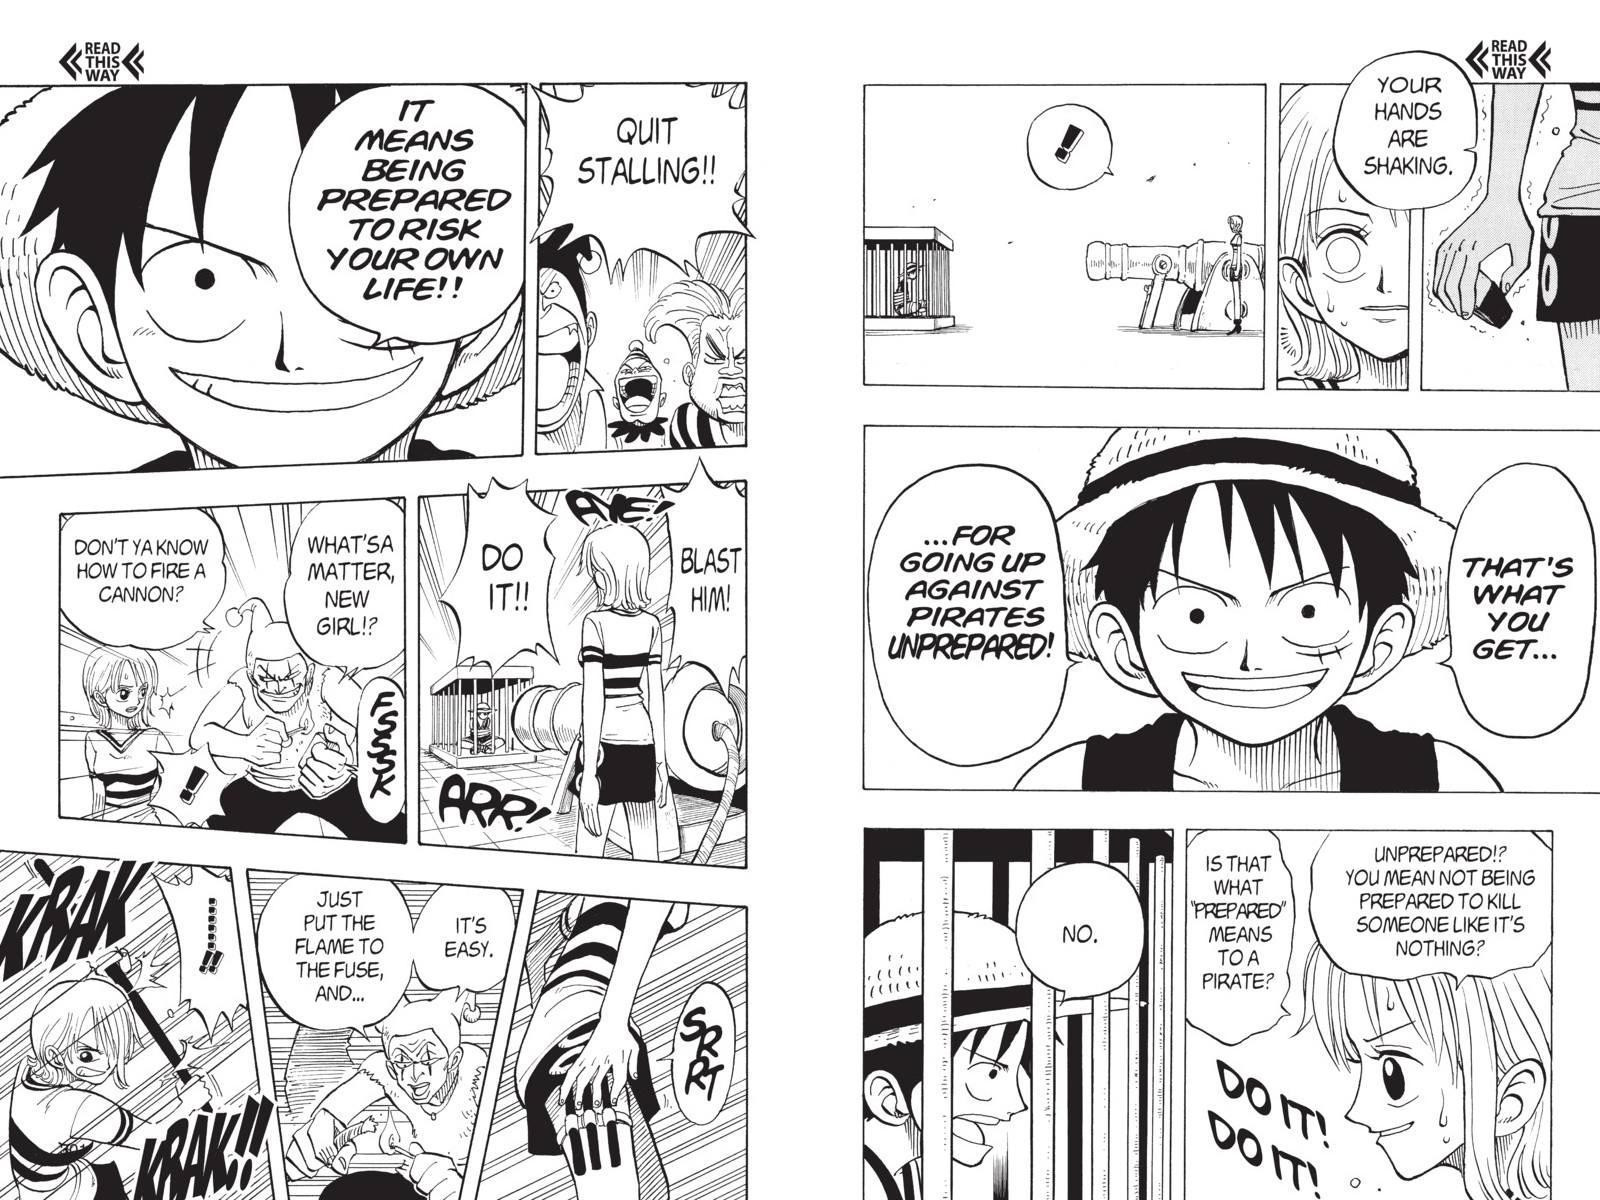 READ
THIS
WAY
YOUR
HANDS
ARE
SHAKING.
!
THAT'S
WHAT
YOU
GET...
...FOR
GOING UP
AGAINST
PIRATES
UNPREPARED!
UNPREPARED!?
YOU MEAN NOT BEING
PREPARED TO KILL
SOMEONE LIKE IT'S
NOTHING?
IS THAT
WHAT
"PREPARED"
MEANS
TO A
PIRATE?
DO IT!
DO IT!
NO.
READ
THIS
WAY
QUIT
STALLING!!
IT
MEANS
BEING
PREPARED
TO RISK
YOUR OWN
LIFE!!
BLAST
HIM!
AYE!
DO
IT!!
ARR!
WHAT'S A
MATTER,
NEW
GIRL!?
DON'T YA KNOW
HOW TO FIRE A
CANNON?
FSSSK
!
SRRT
IT'S
EASY.
JUST
PUT THE
FLAME TO
THE FUSE,
AND...
.......!!
KRAK
KRAK!!